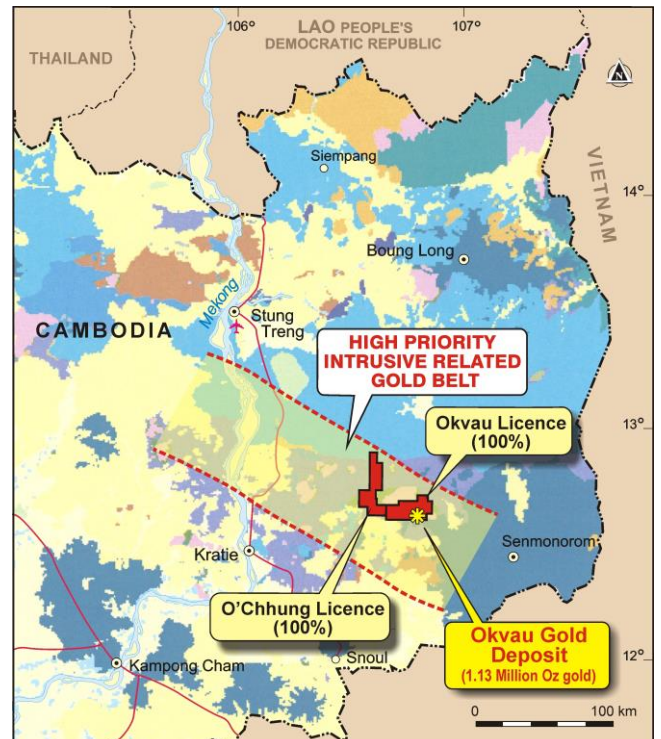 106°
107°
LAO PEOPLE'S
DEMOCRATIC REPUBLIC
THAILAND
N
Siempang
VIETNAM
14°
Boung Long
Mekong
Stung
Treng
CAMBODIA
HIGH PRIORITY
INTRUSIVE RELATED
GOLD BELT
13°
Okvau Licence
(100%)
Kratie
Senmonorom
O'Chhung Licence
(100%)
Okvau Gold
Deposit
(1.13 Million Oz gold)
Snoul
12°
Kampong Cham
0
100 km